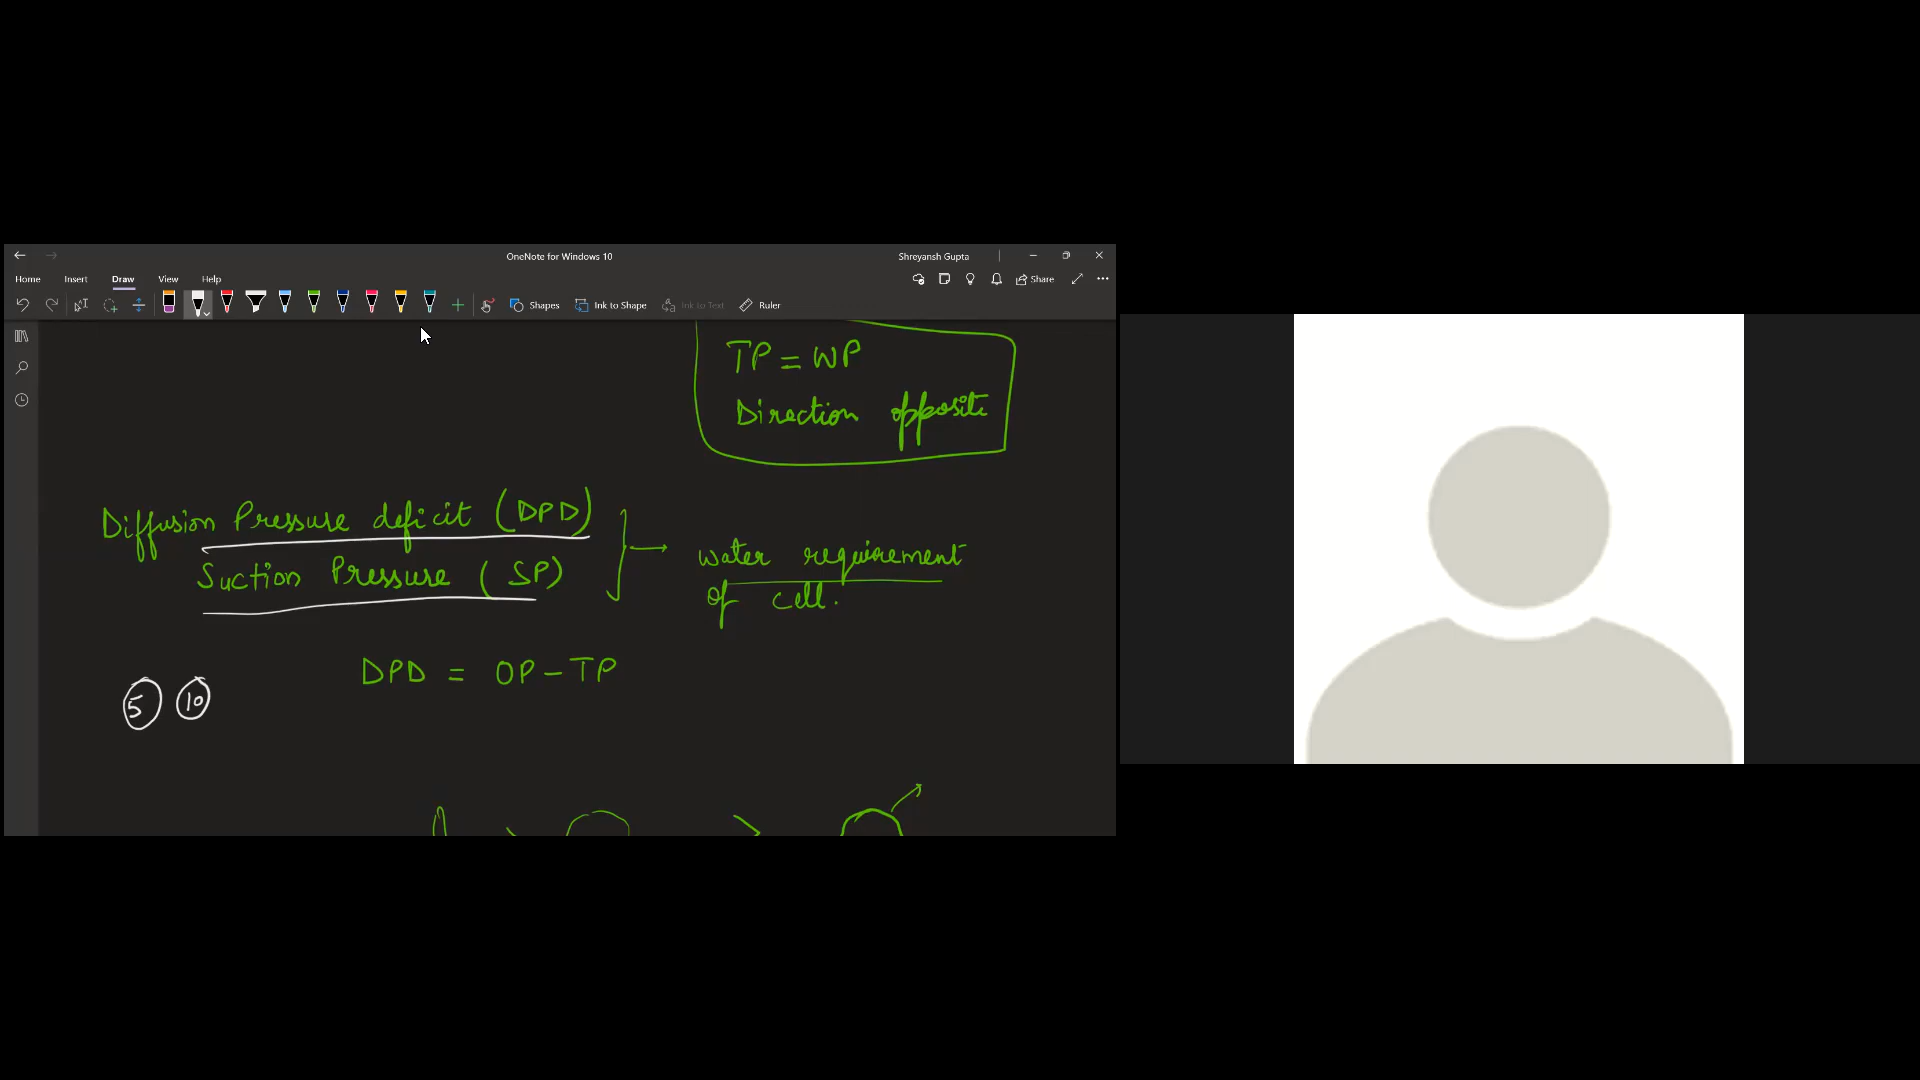 OneNote for Windows 10
Shreyansh Gupta
Home Insert Draw View Help
Share
Shapes Ink to Shape Ink to Text Ruler
TP = WP
Direction opposite
Diffusion Pressure deficit (DPD)
Suction Pressure (SP)
water requirement
of cell.
DPD = OP - TP
5 10
> >